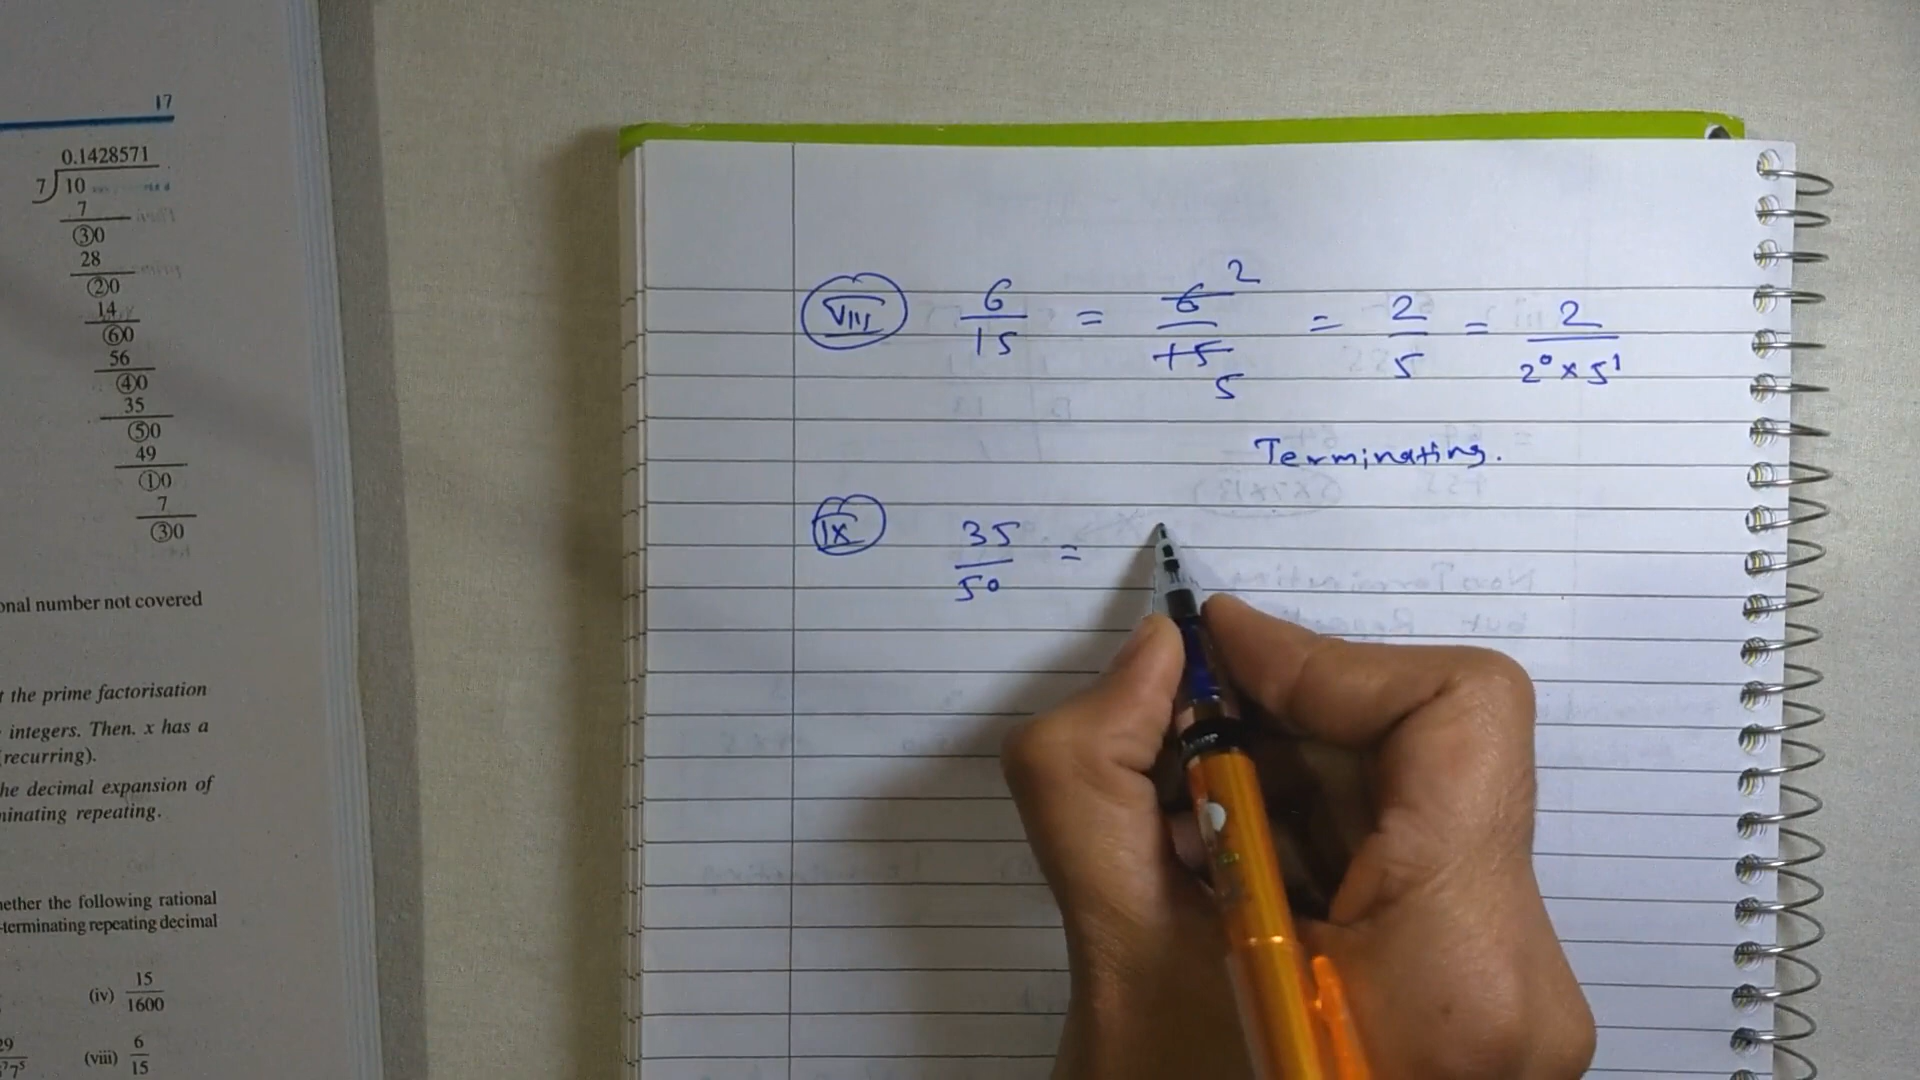 17
0.1428571
7 10
7
30
28
20
14
60
56
40
35
50
49
10
7
30
onal number not covered
the prime factorisation
integers. Then. x has a
(recurring).
he decimal expansion of
ninating repeating.
ether the following rational
-terminating repeating decimal
(iv) 15/1600
(viii) 6/15
VIII 6/15 = 6 2/15 5 = 2/5 = 2/2⁰ × 5¹
Terminating.
IX 35/50 =